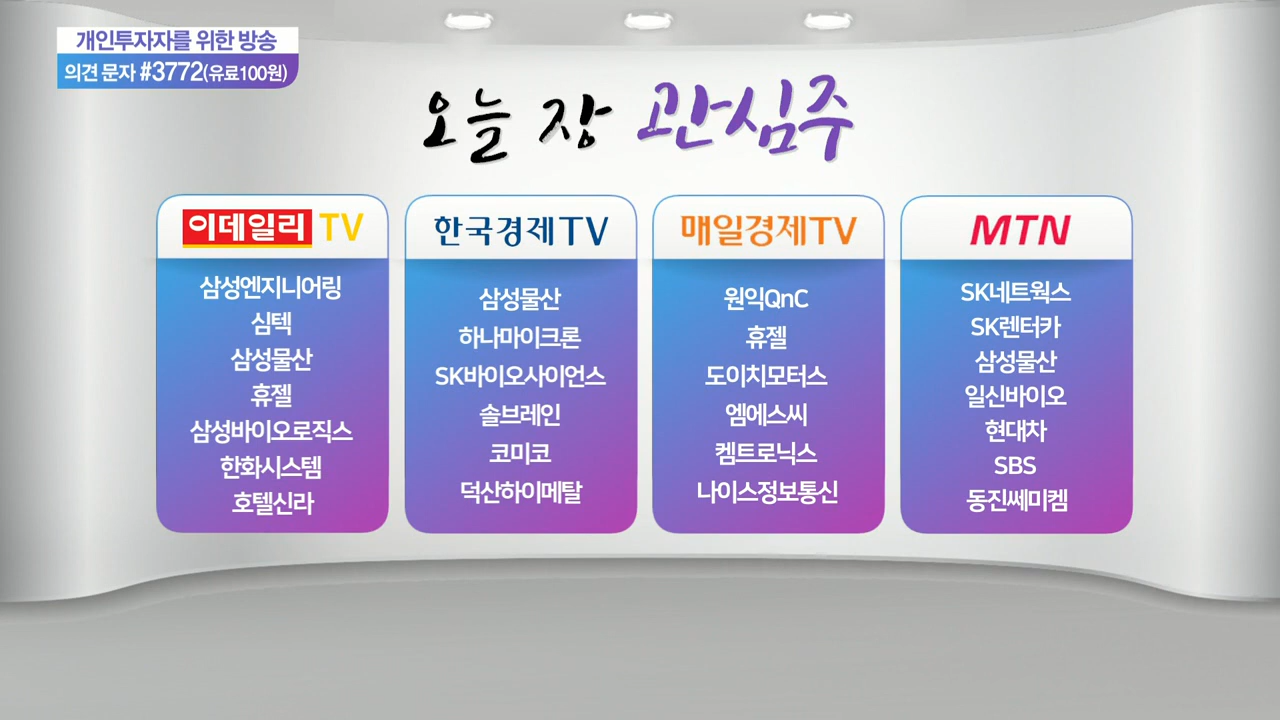 개인투자자를 위한 방송
의견 문자 #3772(유료100원)
오늘 장 관심주
이데일리 TV
삼성엔지니어링
심텍
삼성물산
휴젤
삼성바이오로직스
한화시스템
호텔신라
한국경제TV
삼성물산
하나마이크론
SK바이오사이언스
솔브레인
코미코
덕산하이메탈
매일경제TV
원익QnC
휴젤
도이치모터스
엠에스씨
켐트로닉스
나이스정보통신
MTN
SK네트웍스
SK렌터카
삼성물산
일신바이오
현대차
SBS
동진쎄미켐